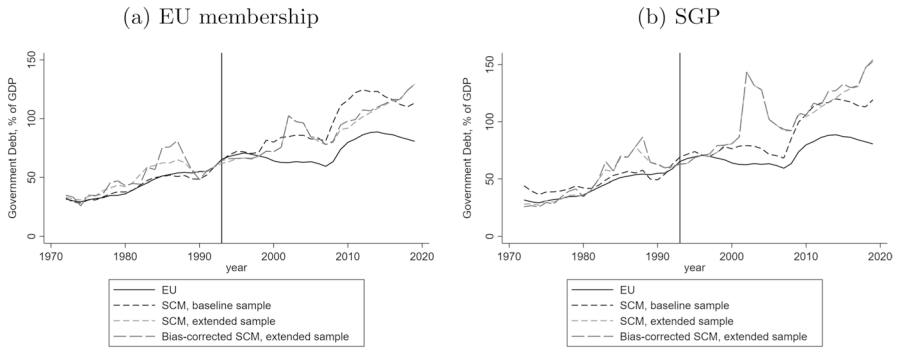 (a) EU membership
Government Debt, % of GDP
150
100
50
0
1970 1980 1990 2000 2010 2020
year
EU
SCM, baseline sample
SCM, extended sample
Bias-corrected SCM, extended sample
(b) SGP
Government Debt, % of GDP
150
100
50
0
1970 1980 1990 2000 2010 2020
year
EU
SCM, baseline sample
SCM, extended sample
Bias-corrected SCM, extended sample